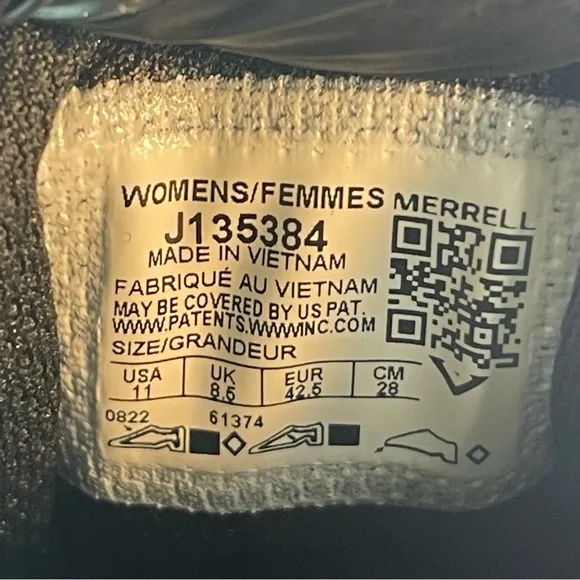 WOMENS/FEMMES MERRELL
J135384
MADE IN VIETNAM
FABRIQUÉ AU VIETNAM
MAY BE COVERED BY US PAT.
WWW.PATENTS.WWWINC.COM
SIZE/GRANDEUR
USA UK EUR CM
11 8.5 42.5 28
0822 61374